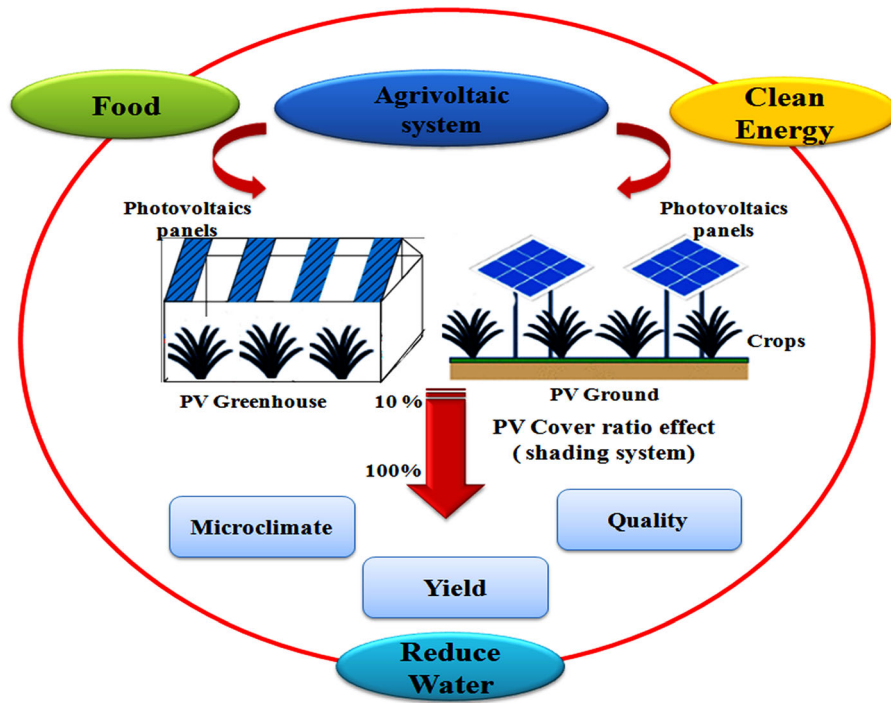 Food
Agrivoltaic
system
Clean
Energy
Photovoltaics
panels
Photovoltaics
panels
Crops
PV Greenhouse
PV Ground
10 %
100%
PV Cover ratio effect
( shading system)
Microclimate
Quality
Yield
Reduce
Water